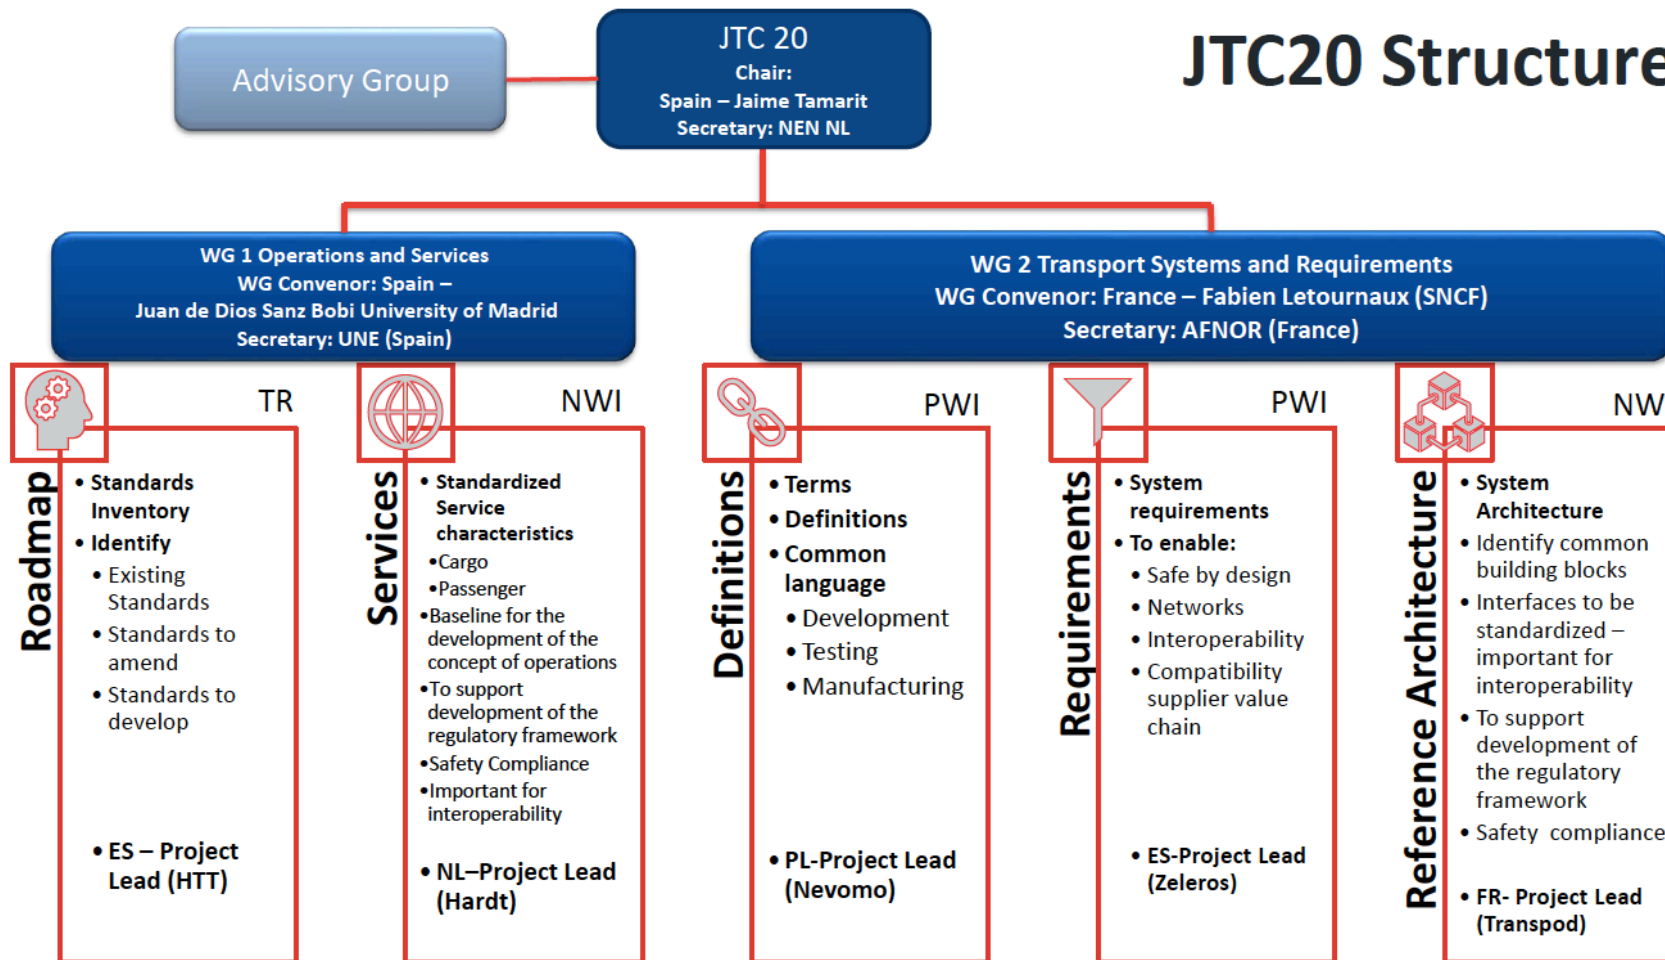 JTC20 Structure
Advisory Group
JTC 20
Chair:
Spain – Jaime Tamarit
Secretary: NEN NL
WG 1 Operations and Services
WG Convenor: Spain –
Juan de Dios Sanz Bobi University of Madrid
Secretary: UNE (Spain)
WG 2 Transport Systems and Requirements
WG Convenor: France – Fabien Letournaux (SNCF)
Secretary: AFNOR (France)
TR
Roadmap
• Standards
Inventory
• Identify
• Existing
Standards
• Standards to
amend
• Standards to
develop
• ES – Project
Lead (HTT)
NWI
Services
• Standardized
Service
characteristics
•Cargo
•Passenger
•Baseline for the
development of the
concept of operations
•To support
development of the
regulatory framework
•Safety Compliance
•Important for
interoperability
• NL–Project Lead
(Hardt)
PWI
Definitions
• Terms
• Definitions
• Common
language
• Development
• Testing
• Manufacturing
• PL-Project Lead
(Nevomo)
PWI
Requirements
• System
requirements
• To enable:
• Safe by design
• Networks
• Interoperability
• Compatibility
supplier value
chain
• ES-Project Lead
(Zeleros)
NW
Reference Architecture
• System
Architecture
• Identify common
building blocks
• Interfaces to be
standardized –
important for
interoperability
• To support
development of
the regulatory
framework
• Safety compliance
• FR- Project Lead
(Transpod)